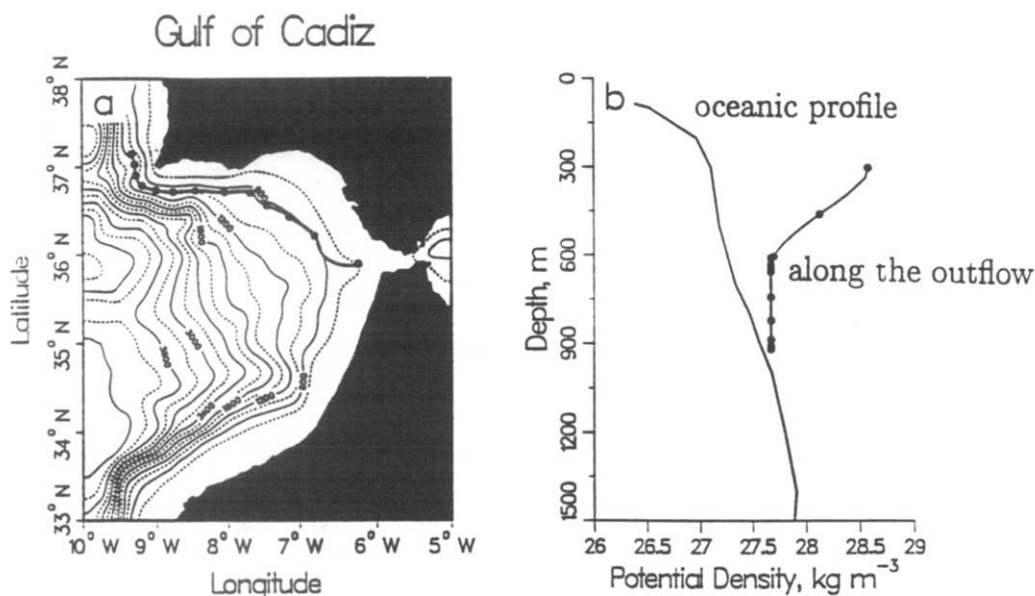 Gulf of Cadiz
a
38° N
37° N
36° N
35° N
34° N
33° N
Latitude
10° W
9° W
8° W
7° W
6° W
5° W
Longitude
b
oceanic profile
along the outflow
0
300
600
900
1200
1500
Depth, m
26
26.5
27
27.5
28
28.5
29
Potential Density, kg m⁻³